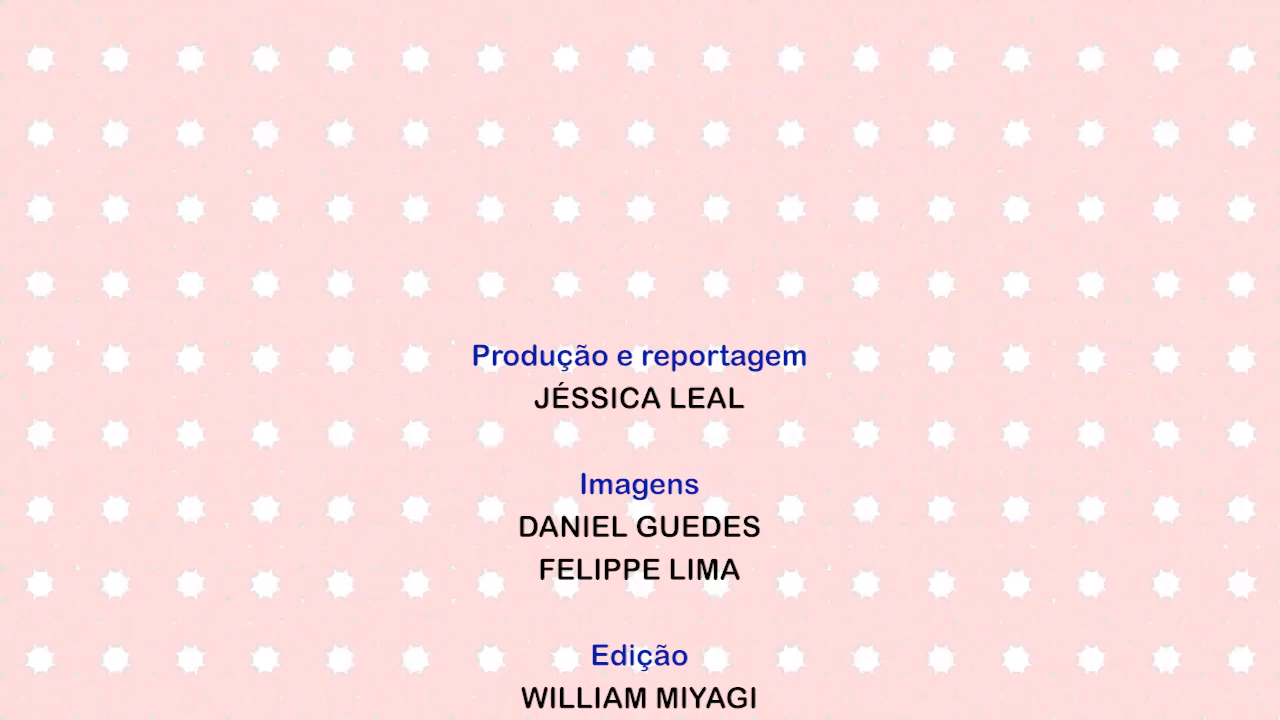 Produção e reportagem
JÉSSICA LEAL
Imagens
DANIEL GUEDES
FELIPPE LIMA
Edição
WILLIAM MIYAGI